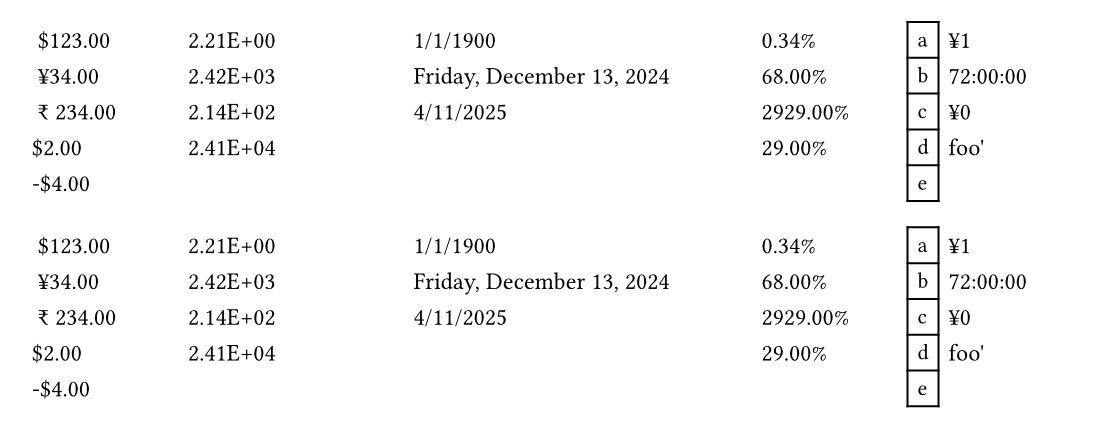 $123.00 2.21E+00 1/1/1900 0.34% a ¥1
¥34.00 2.42E+03 Friday, December 13, 2024 68.00% b 72:00:00
₹ 234.00 2.14E+02 4/11/2025 2929.00% c ¥0
$2.00 2.41E+04 29.00% d foo'
-$4.00 e
$123.00 2.21E+00 1/1/1900 0.34% a ¥1
¥34.00 2.42E+03 Friday, December 13, 2024 68.00% b 72:00:00
₹ 234.00 2.14E+02 4/11/2025 2929.00% c ¥0
$2.00 2.41E+04 29.00% d foo'
-$4.00 e